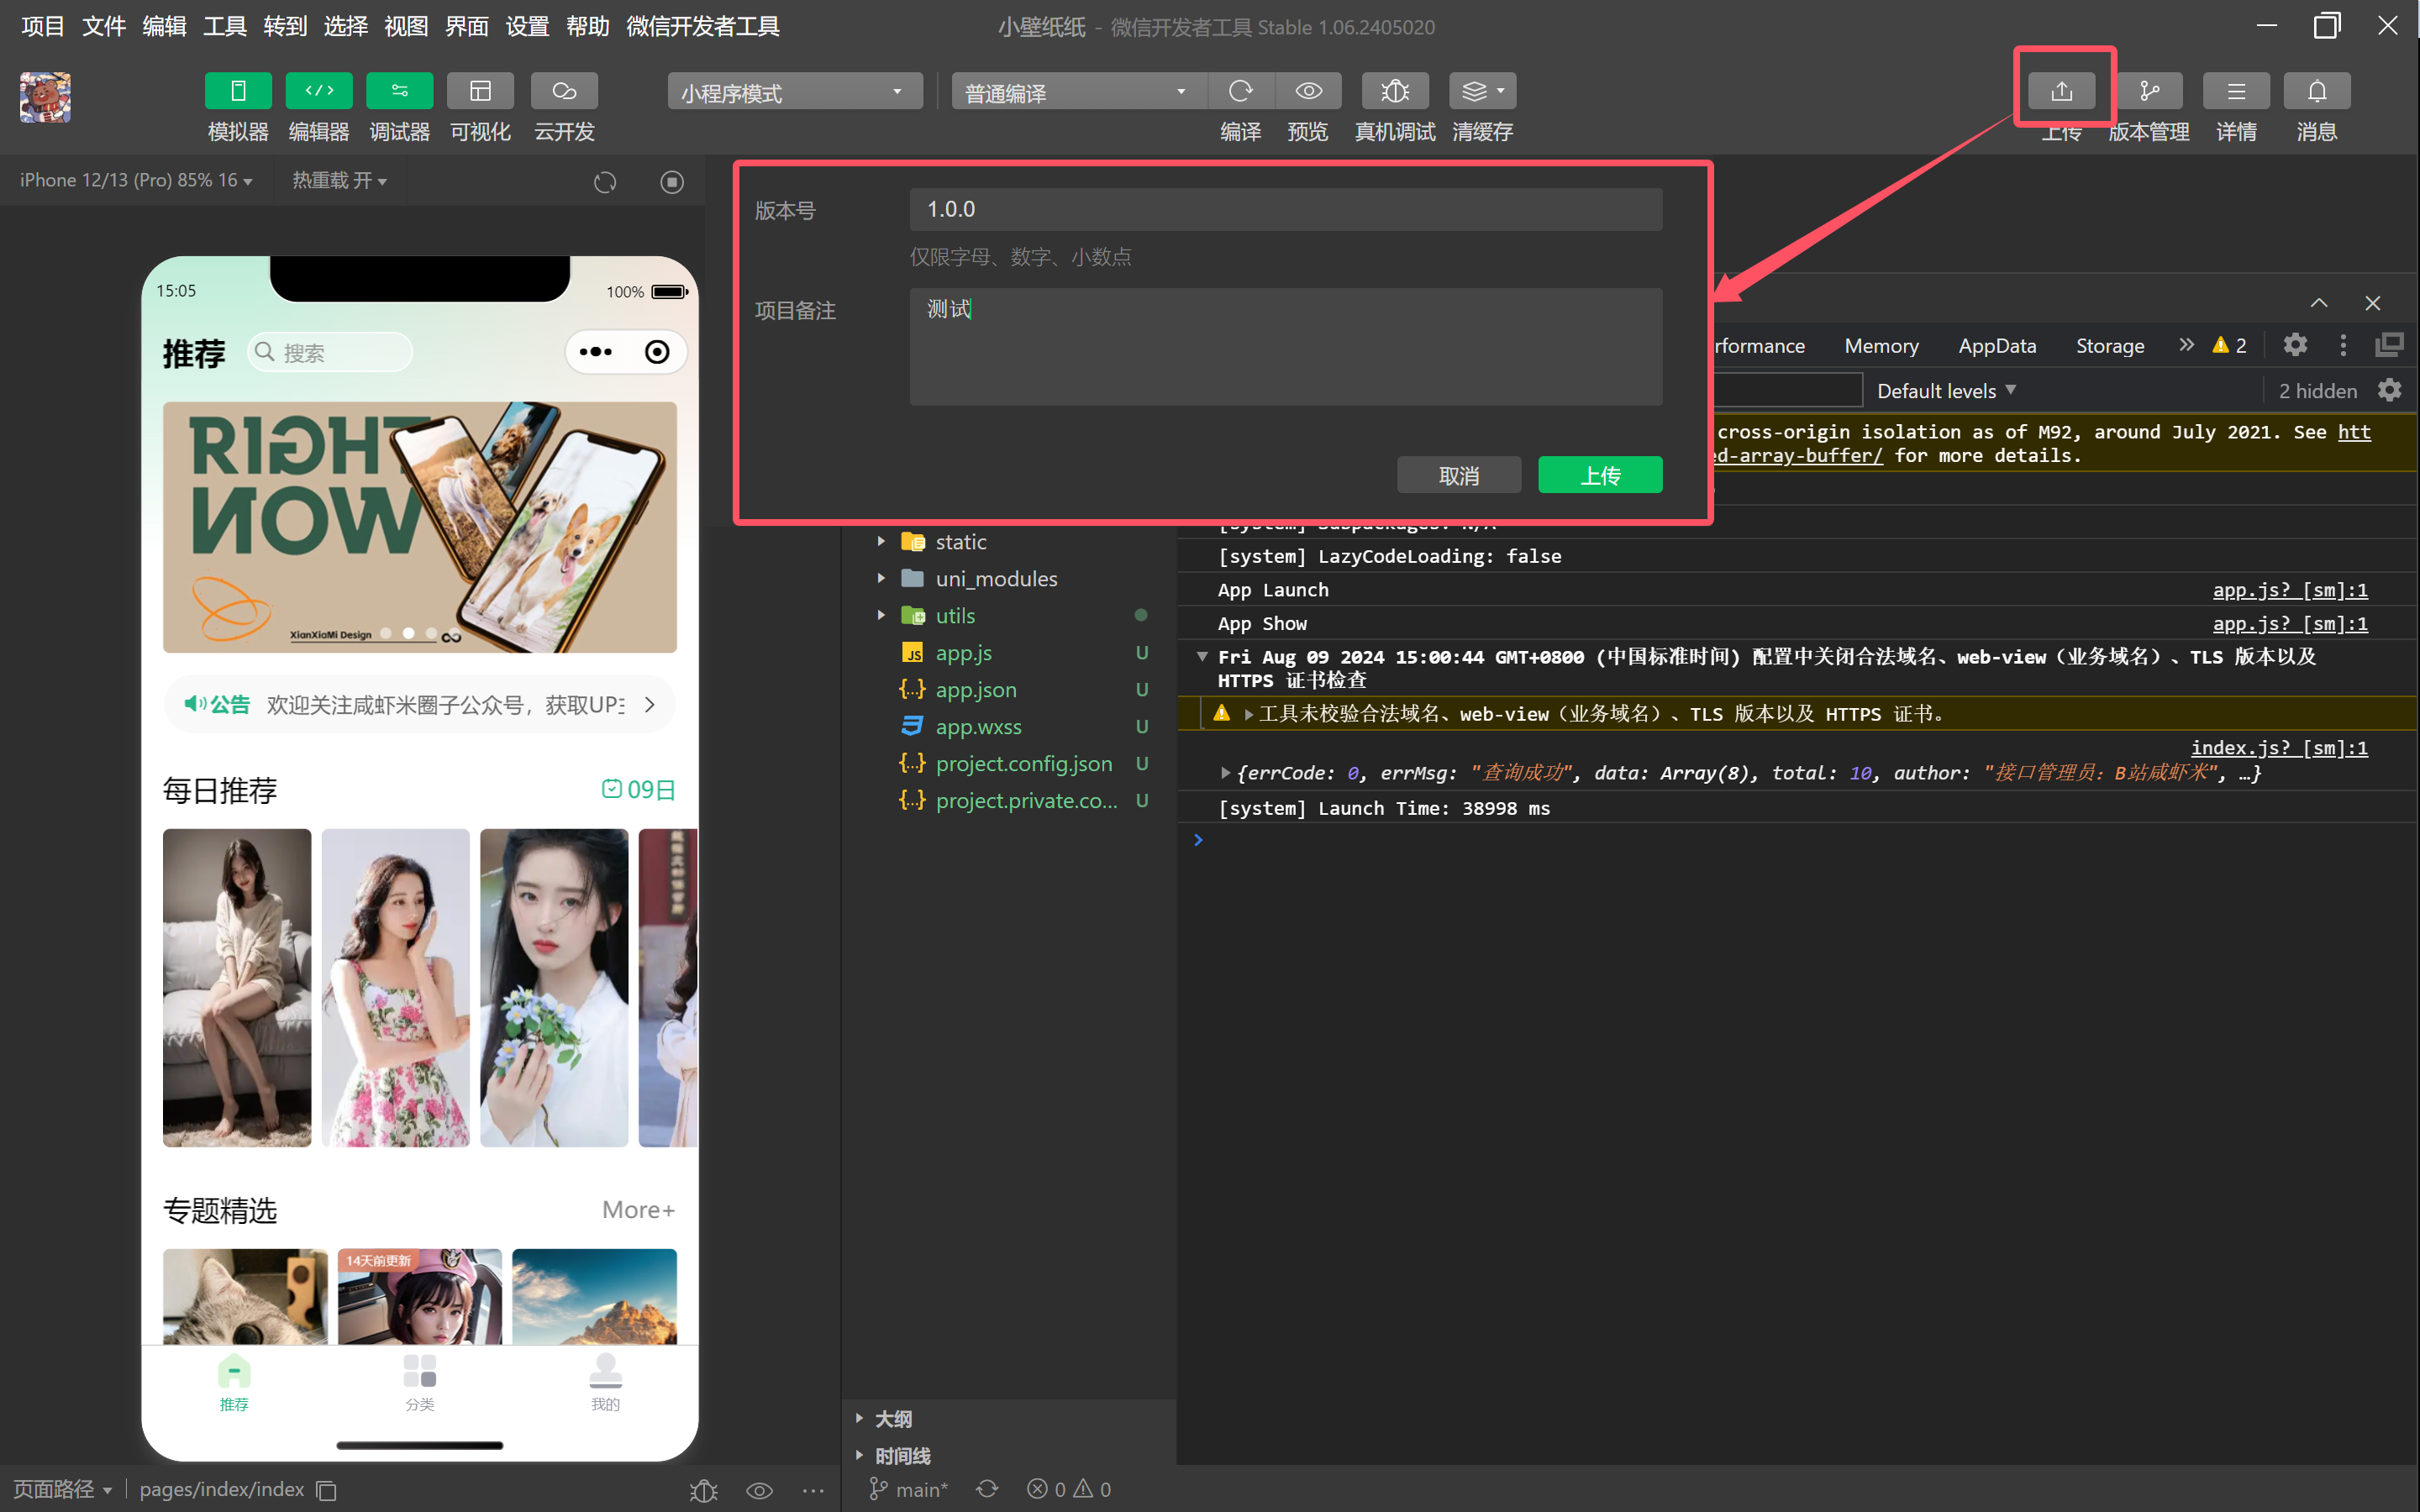 项目 文件 编辑 工具 转到 选择 视图 界面 设置 帮助 微信开发者工具
小壁纸纸 - 微信开发者工具 Stable 1.06.2405020
模拟器 编辑器 调试器 可视化 云开发
小程序模式
普通编译
编译 预览 真机调试 清缓存
上传 版本管理 详情 消息
iPhone 12/13 (Pro) 85% 16
热重载 开
版本号
1.0.0
仅限字母、数字、小数点
项目备注
测试
取消
上传
15:05
100%
推荐
搜索
RIGHT
NOW
XianXiaMi Design
公告
欢迎关注咸虾米圈子公众号，获取UP主
每日推荐
09日
专题精选
More+
14天前更新
推荐
分类
我的
页面路径
pages/index/index
static
uni_modules
utils
app.js U
app.json U
app.wxss U
project.config.json U
project.private.co... U
大纲
时间线
main*
0 0
rformance Memory AppData Storage 2
Default levels
2 hidden
cross-origin isolation as of M92, around July 2021. See htt
ed-array-buffer/ for more details.
[system] Subpackages: N/A
[system] LazyCodeLoading: false
App Launch app.js? [sm]:1
App Show app.js? [sm]:1
Fri Aug 09 2024 15:00:44 GMT+0800 (中国标准时间) 配置中关闭合法域名、web-view（业务域名）、TLS 版本以及
HTTPS 证书检查
工具未校验合法域名、web-view（业务域名）、TLS 版本以及 HTTPS 证书。
index.js? [sm]:1
{errCode: 0, errMsg: "查询成功", data: Array(8), total: 10, author: "接口管理员：B站咸虾米", …}
[system] Launch Time: 38998 ms